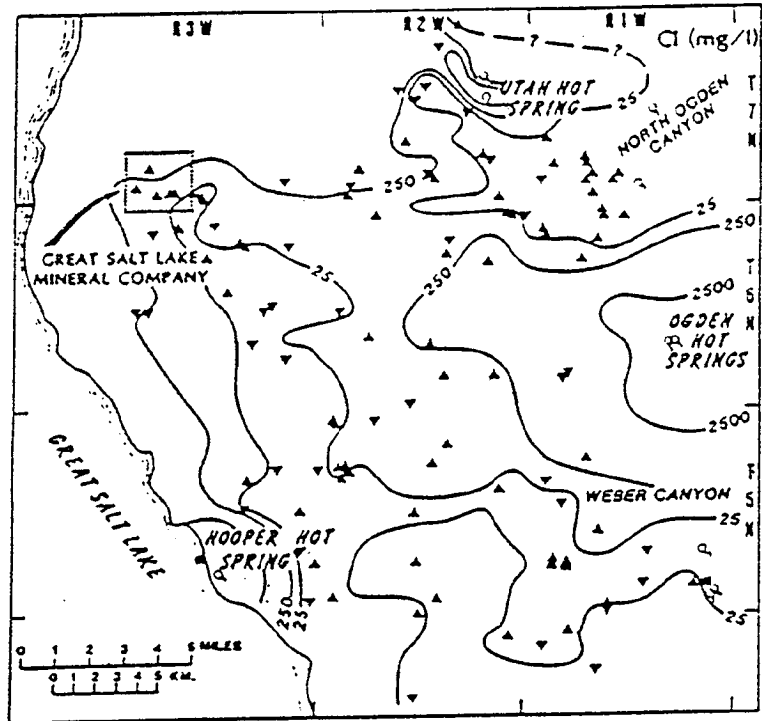 R3W
R2W
R1W
Cl (mg/l)
?
?
UTAH HOT
SPRING
25
T
7
N
NORTH OGDEN
CANYON
250
25
250
GREAT SALT LAKE
MINERAL COMPANY
25
250
2500
T
6
N
OGDEN
HOT
SPRINGS
2500
GREAT SALT LAKE
WEBER CANYON
T
5
N
25
HOOPER HOT
SPRING
250
25
25
0 1 2 3 4 5 6 MILES
0 1 2 3 4 5 KM.